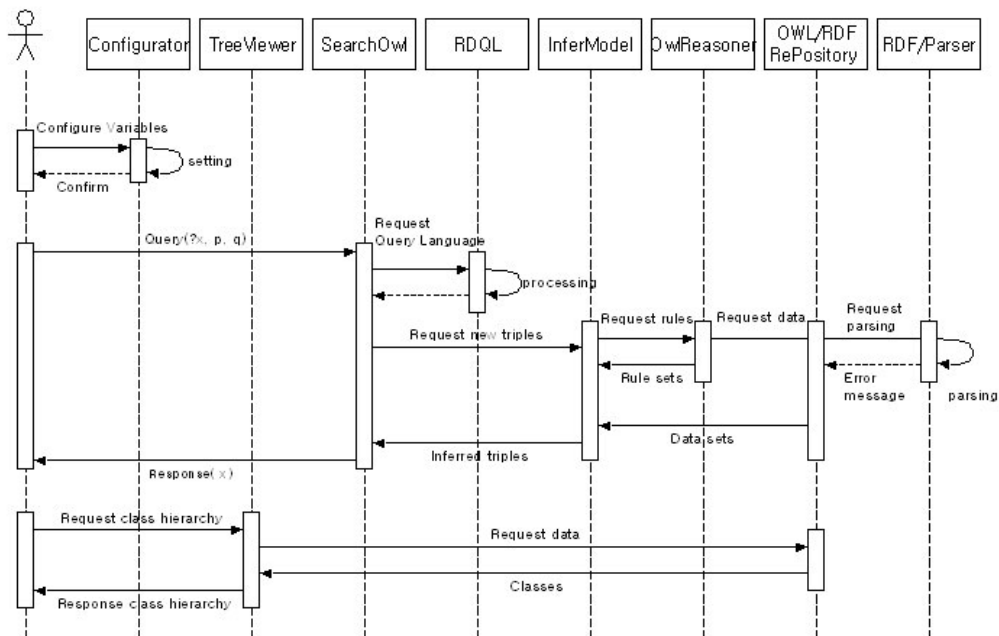 Configurator
TreeViewer
SearchOwl
RDQL
InferModel
OwlReasoner
OWL/RDF
RePository
RDF/Parser
Configure Variables
setting
Confirm
Query(?x, p, q)
Request
Query Language
processing
Request new triples
Request rules
Request data
Request
parsing
Rule sets
Error
message
parsing
Data sets
Inferred triples
Response( x )
Request class hierarchy
Request data
Classes
Response class hierarchy